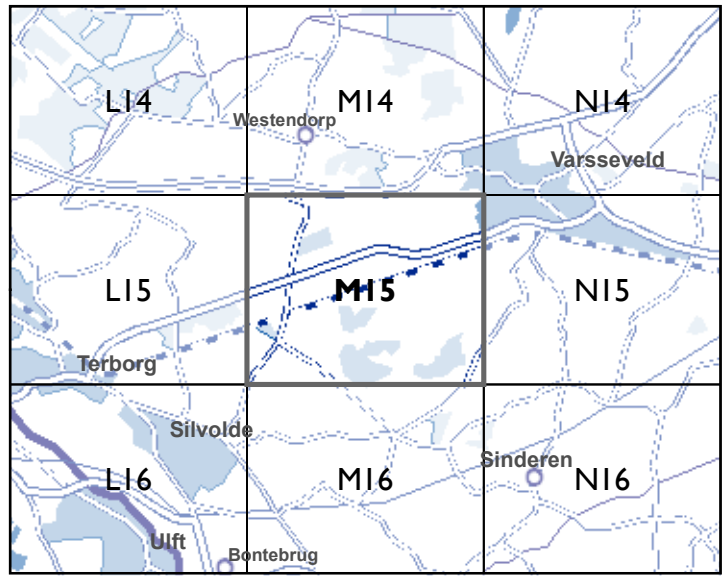 L14
M14
N14
Westendorp
Varsseveld
L15
M15
N15
Terborg
Silvolde
L16
M16
N16
Sinderen
Ulft
Bontebrug